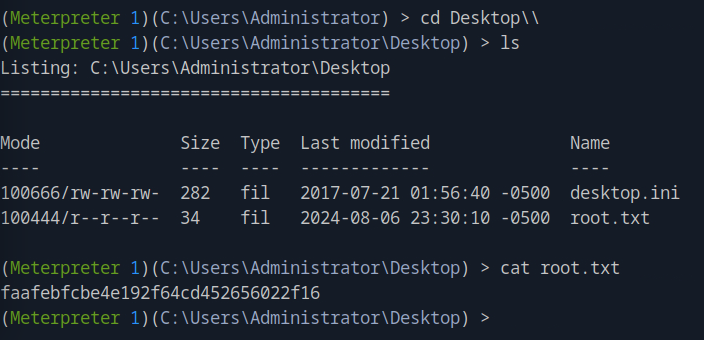 (Meterpreter 1)(C:\Users\Administrator) > cd Desktop\\
(Meterpreter 1)(C:\Users\Administrator\Desktop) > ls
Listing: C:\Users\Administrator\Desktop
=======================================
Mode              Size  Type  Last modified              Name
----              ----  ----  -------------              ----
100666/rw-rw-rw-  282   fil   2017-07-21 01:56:40 -0500  desktop.ini
100444/r--r--r--  34    fil   2024-08-06 23:30:10 -0500  root.txt
(Meterpreter 1)(C:\Users\Administrator\Desktop) > cat root.txt
faafebfcbe4e192f64cd452656022f16
(Meterpreter 1)(C:\Users\Administrator\Desktop) >